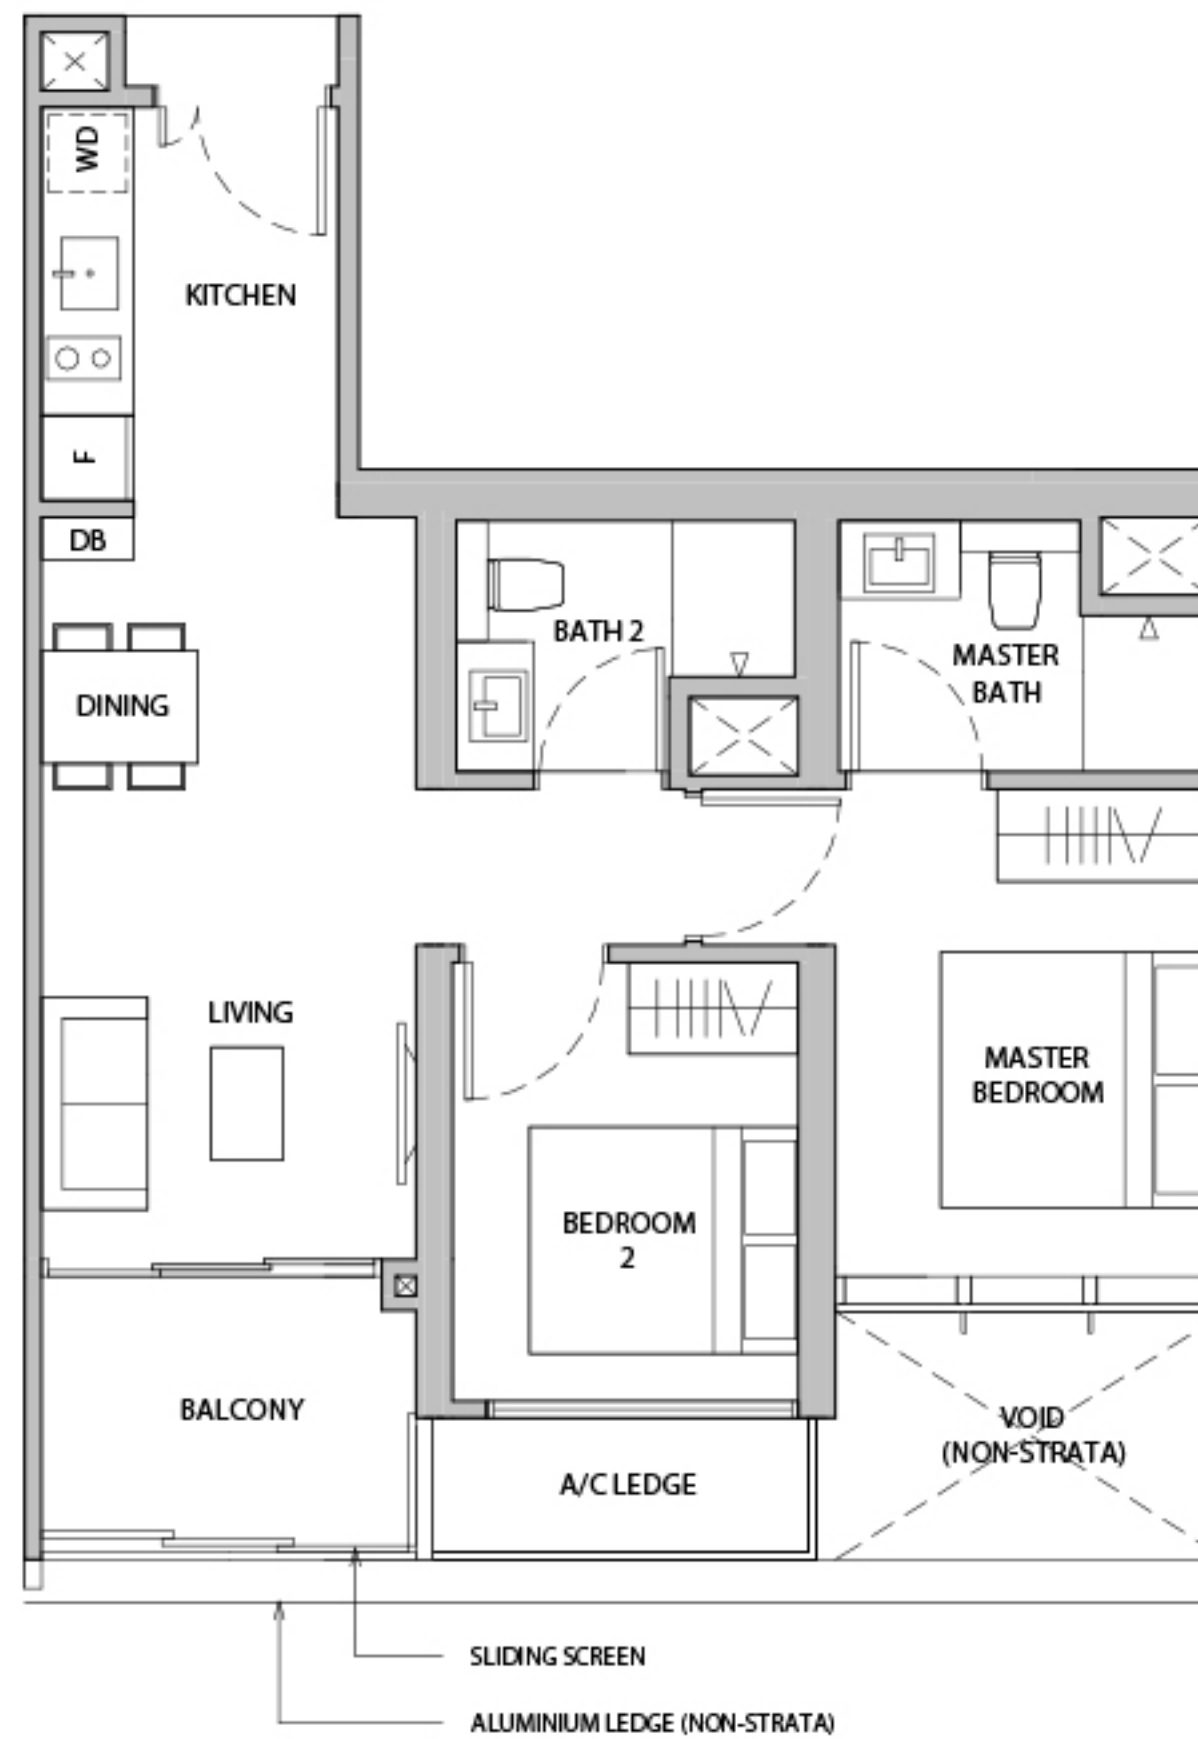 WD
KITCHEN
F
DB
BATH 2
MASTER
BATH
DINING
LIVING
MASTER
BEDROOM
BEDROOM
2
BALCONY
VOID
(NON-STRATA)
A/C LEDGE
SLIDING SCREEN
ALUMINIUM LEDGE (NON-STRATA)